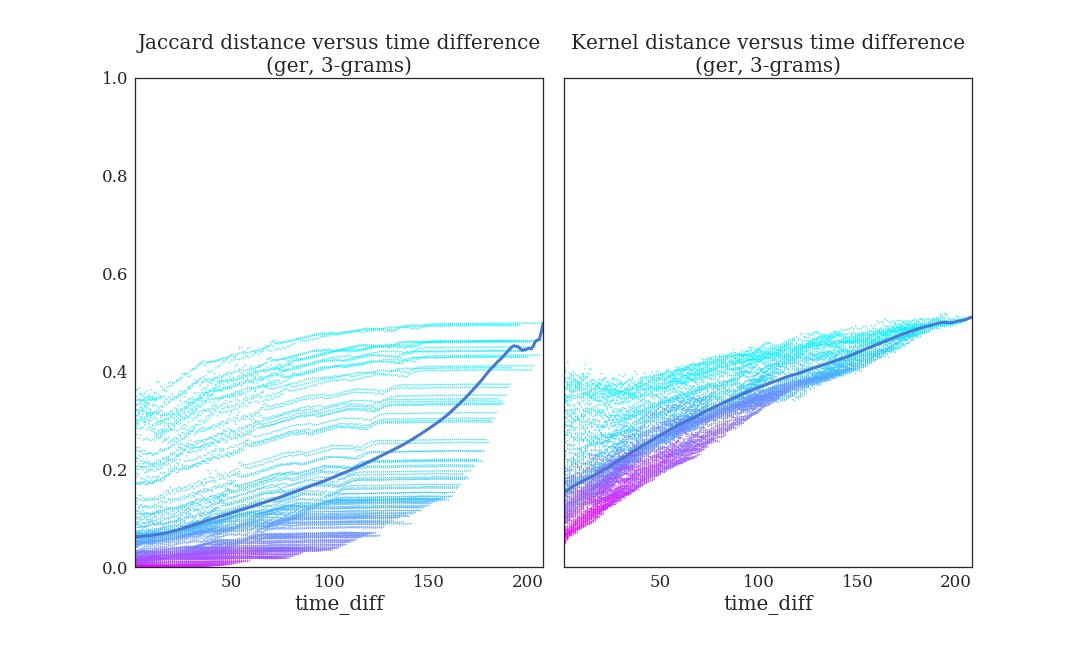 Jaccard distance versus time difference
(ger, 3-grams)
Kernel distance versus time difference
(ger, 3-grams)
1.0
0.8
0.6
0.4
0.2
0.0
50 100 150 200
50 100 150 200
time_diff
time_diff